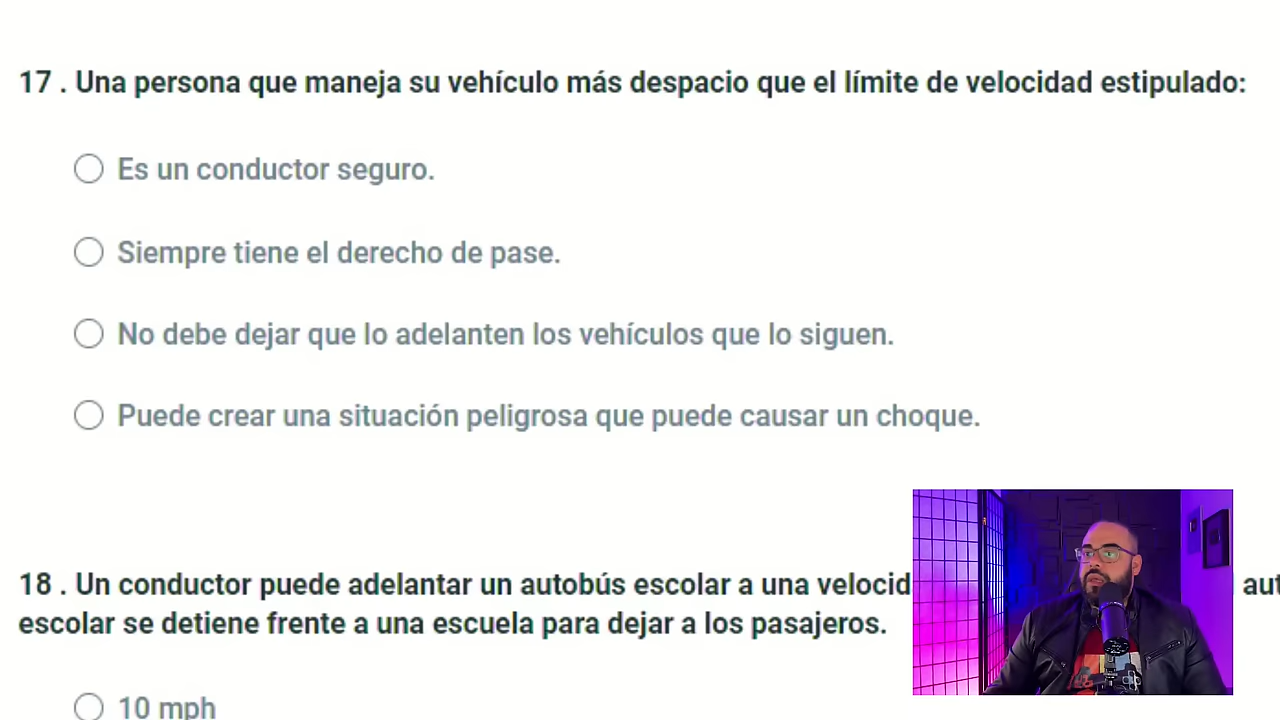 17 . Una persona que maneja su vehículo más despacio que el límite de velocidad estipulado:
Es un conductor seguro.
Siempre tiene el derecho de pase.
No debe dejar que lo adelanten los vehículos que lo siguen.
Puede crear una situación peligrosa que puede causar un choque.
18 . Un conductor puede adelantar un autobús escolar a una
escolar se detiene frente a una escuela para dejar a los pasajeros.
10 mph